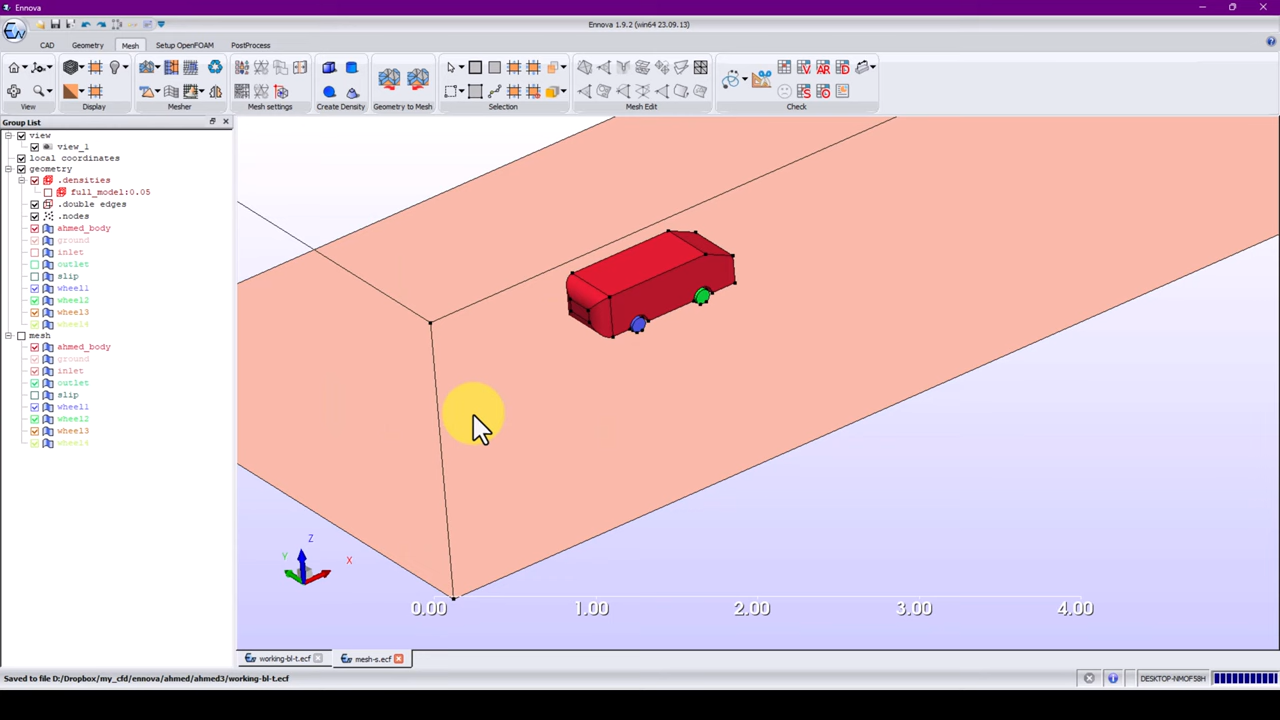 Ennova
Ennova 1.9.2 (win64 23.09.13]
CAD Geometry Mesh Setup OpenFOAM PostProcess
View Display Mesher Mesh settings Create Density Geometry to Mesh Selection Mesh Edit Check
Group List
view
view_1
local coordinates
geometry
.densities
full_model:0.05
.double edges
.nodes
ahmed_body
ground
inlet
outlet
slip
wheel1
wheel2
wheel3
wheel4
mesh
ahmed_body
ground
inlet
outlet
slip
wheel1
wheel2
wheel3
wheel4
Z
Y
X
0.00 1.00 2.00 3.00 4.00
working-bl-t.ecf mesh-s.ecf
Saved to file D:/Dropbox/my_cfd/ennova/ahmed/ahmed3/working-bl-t.ecf
DESKTOP-NMOF58H